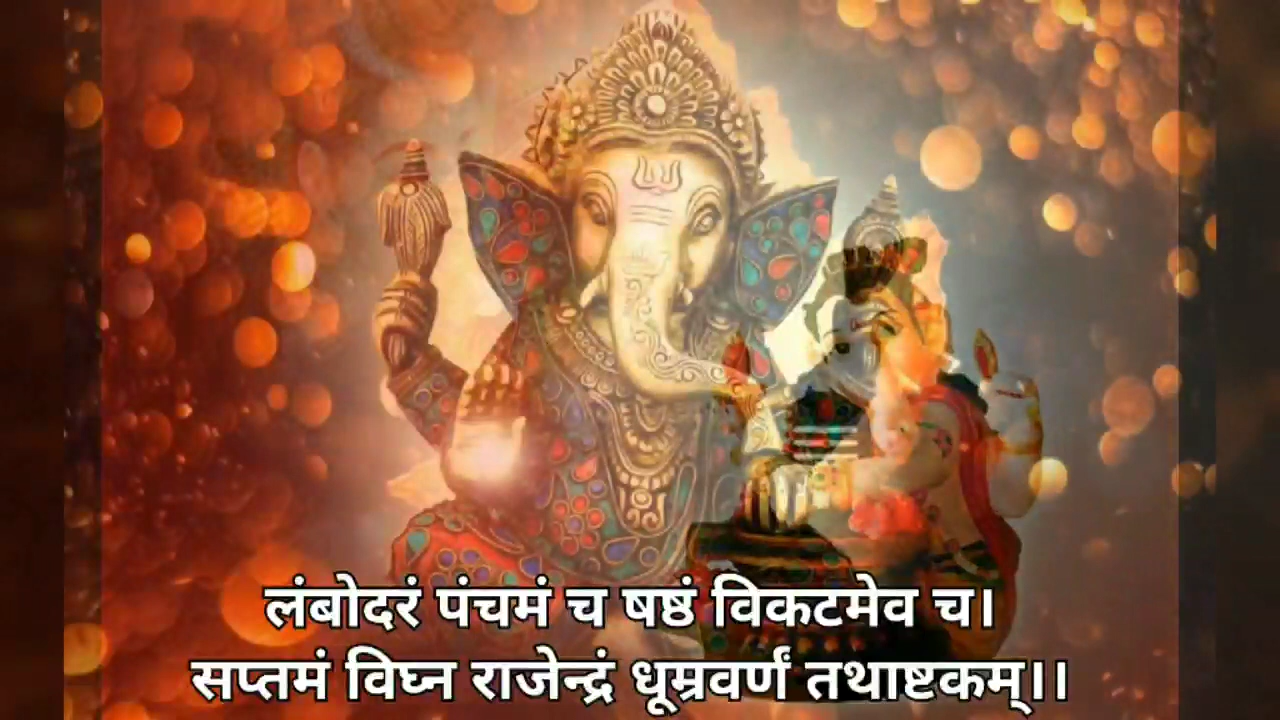 लंबोदरं पंचमं च षष्ठं विकटमेव च।
सप्तमं विघ्न राजेन्द्रं धूम्रवर्णं तथाष्टकम्।।